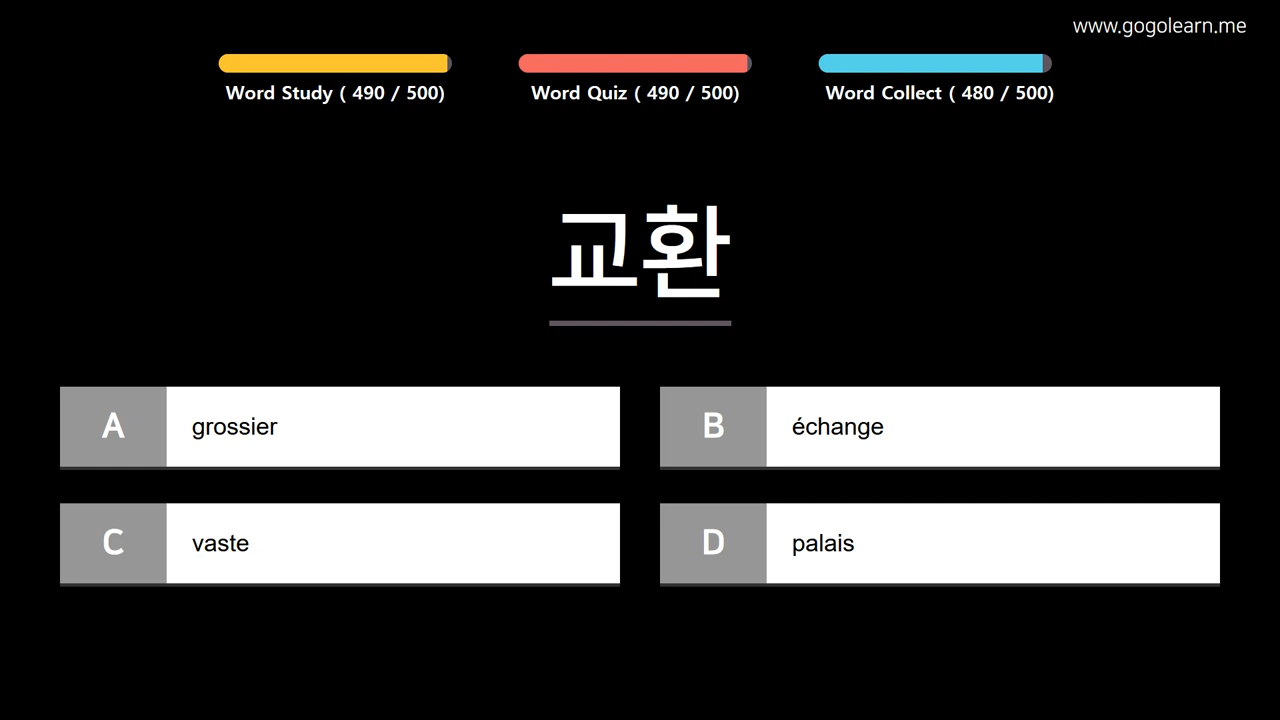 www.gogolearn.me
Word Study ( 490 / 500)
Word Quiz ( 490 / 500)
Word Collect ( 480 / 500)
교환
A grossier
B échange
C vaste
D palais